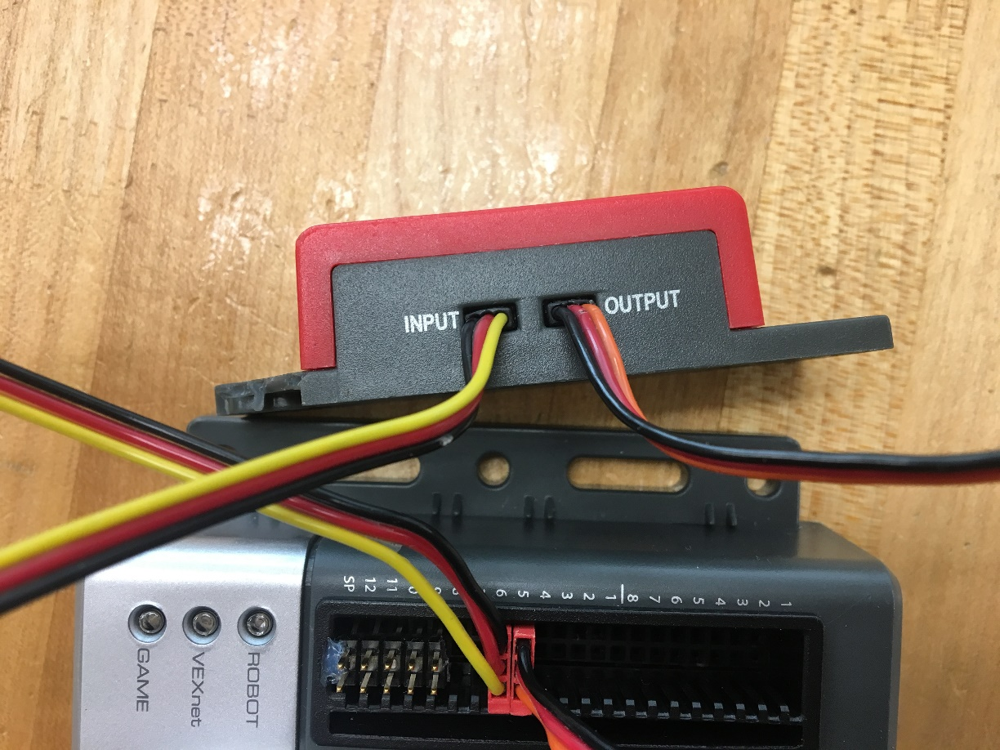 INPUT
OUTPUT
SP 12 11 6 5 4 3 2 1 8 7 6 5 4 3 2 1
GAME
VEXnet
ROBOT